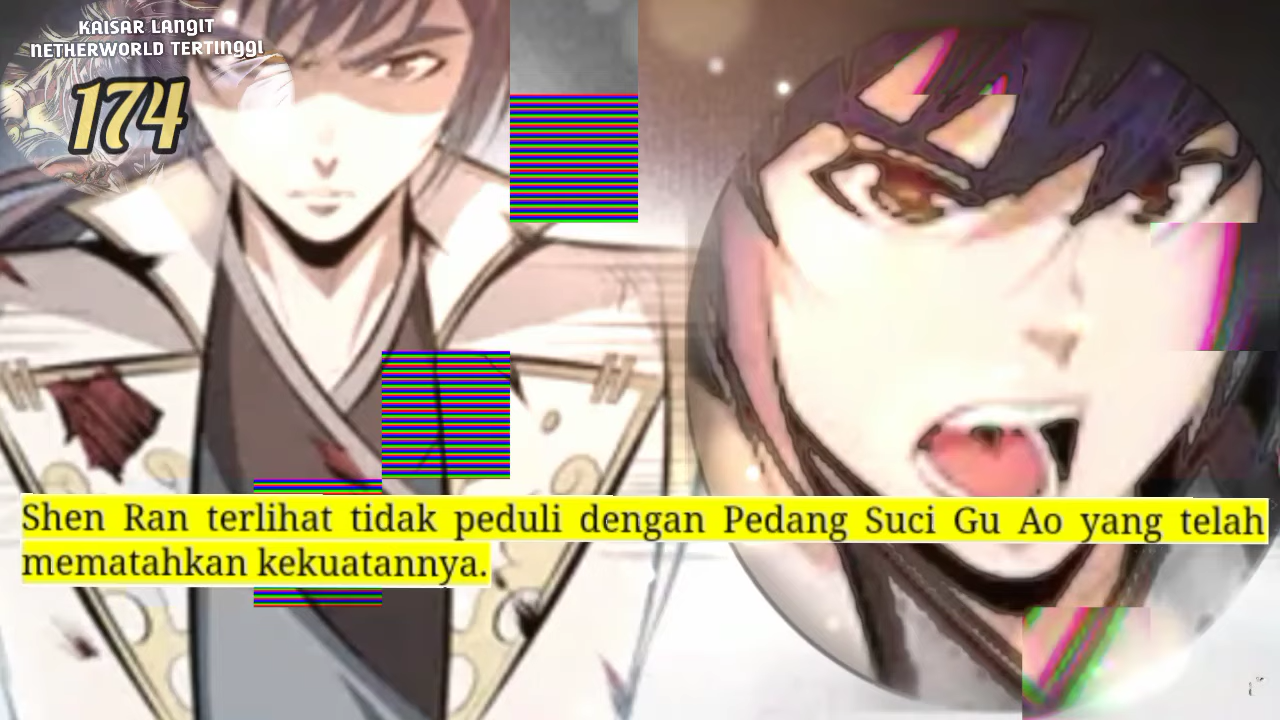 KAISAR LANGIT
NETHERWORLD TERTINGGI
174
Shen Ran terlihat tidak peduli dengan Pedang Suci Gu Ao yang telah
mematahkan kekuatannya.